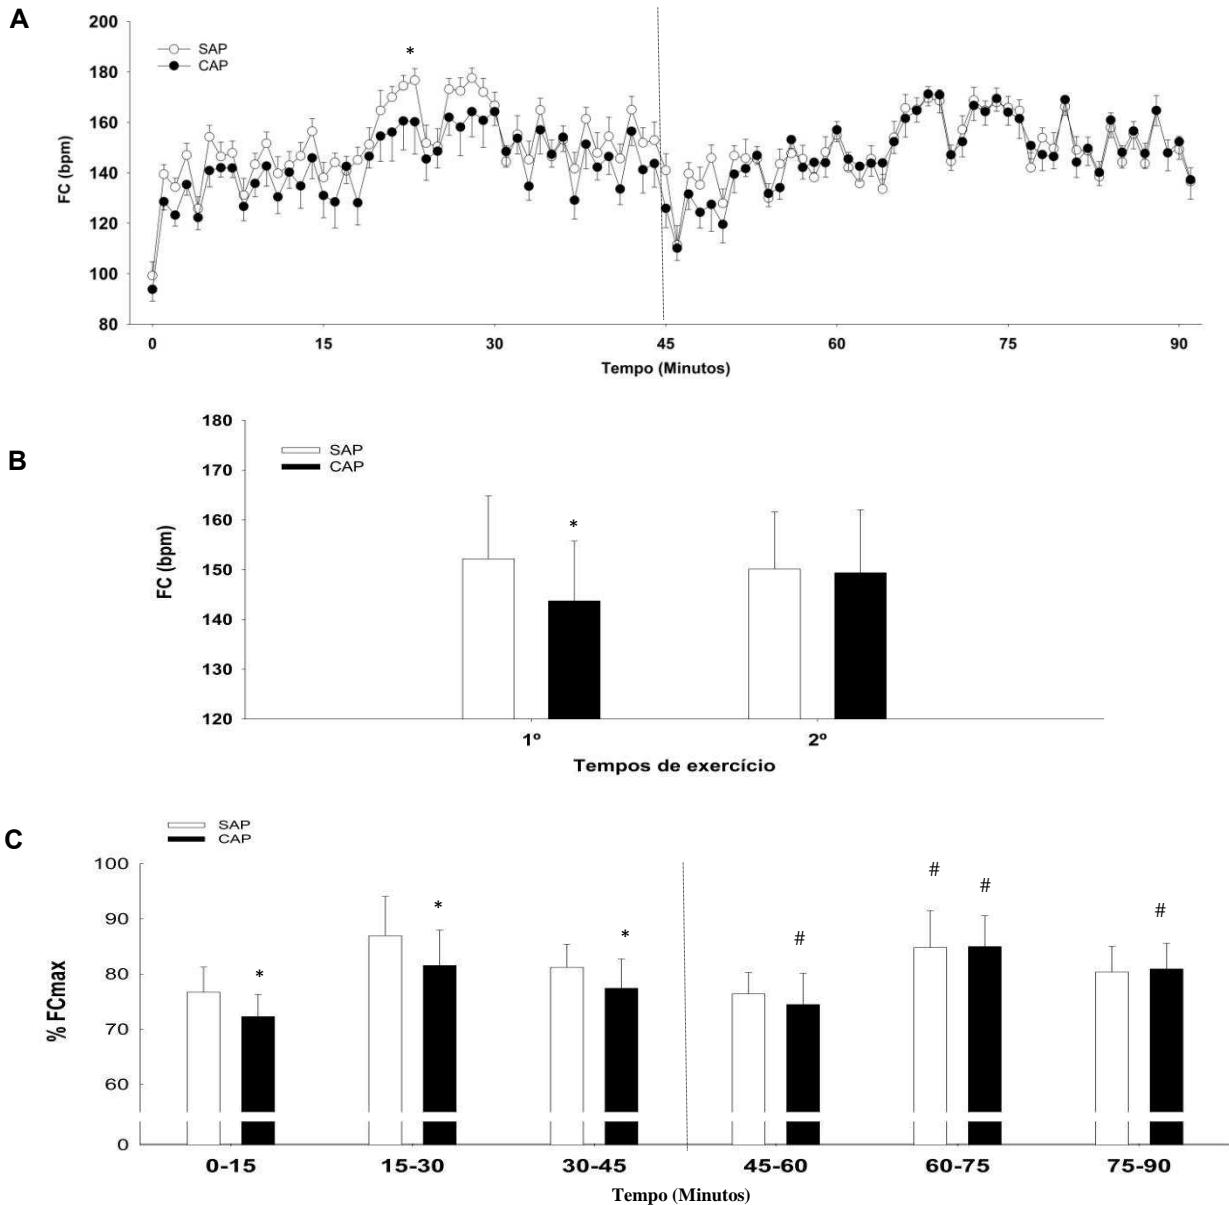 A
200
180
160
140
120
100
80
FC (bpm)
SAP
CAP
*
0 15 30 45 60 75 90
Tempo (Minutos)
B
180
170
160
150
140
130
120
FC (bpm)
SAP
CAP
*
1º 2º
Tempos de exercício
C
SAP
CAP
100
90
80
70
60
0
% FCmax
* * * # # # #
0-15 15-30 30-45 45-60 60-75 75-90
Tempo (Minutos)